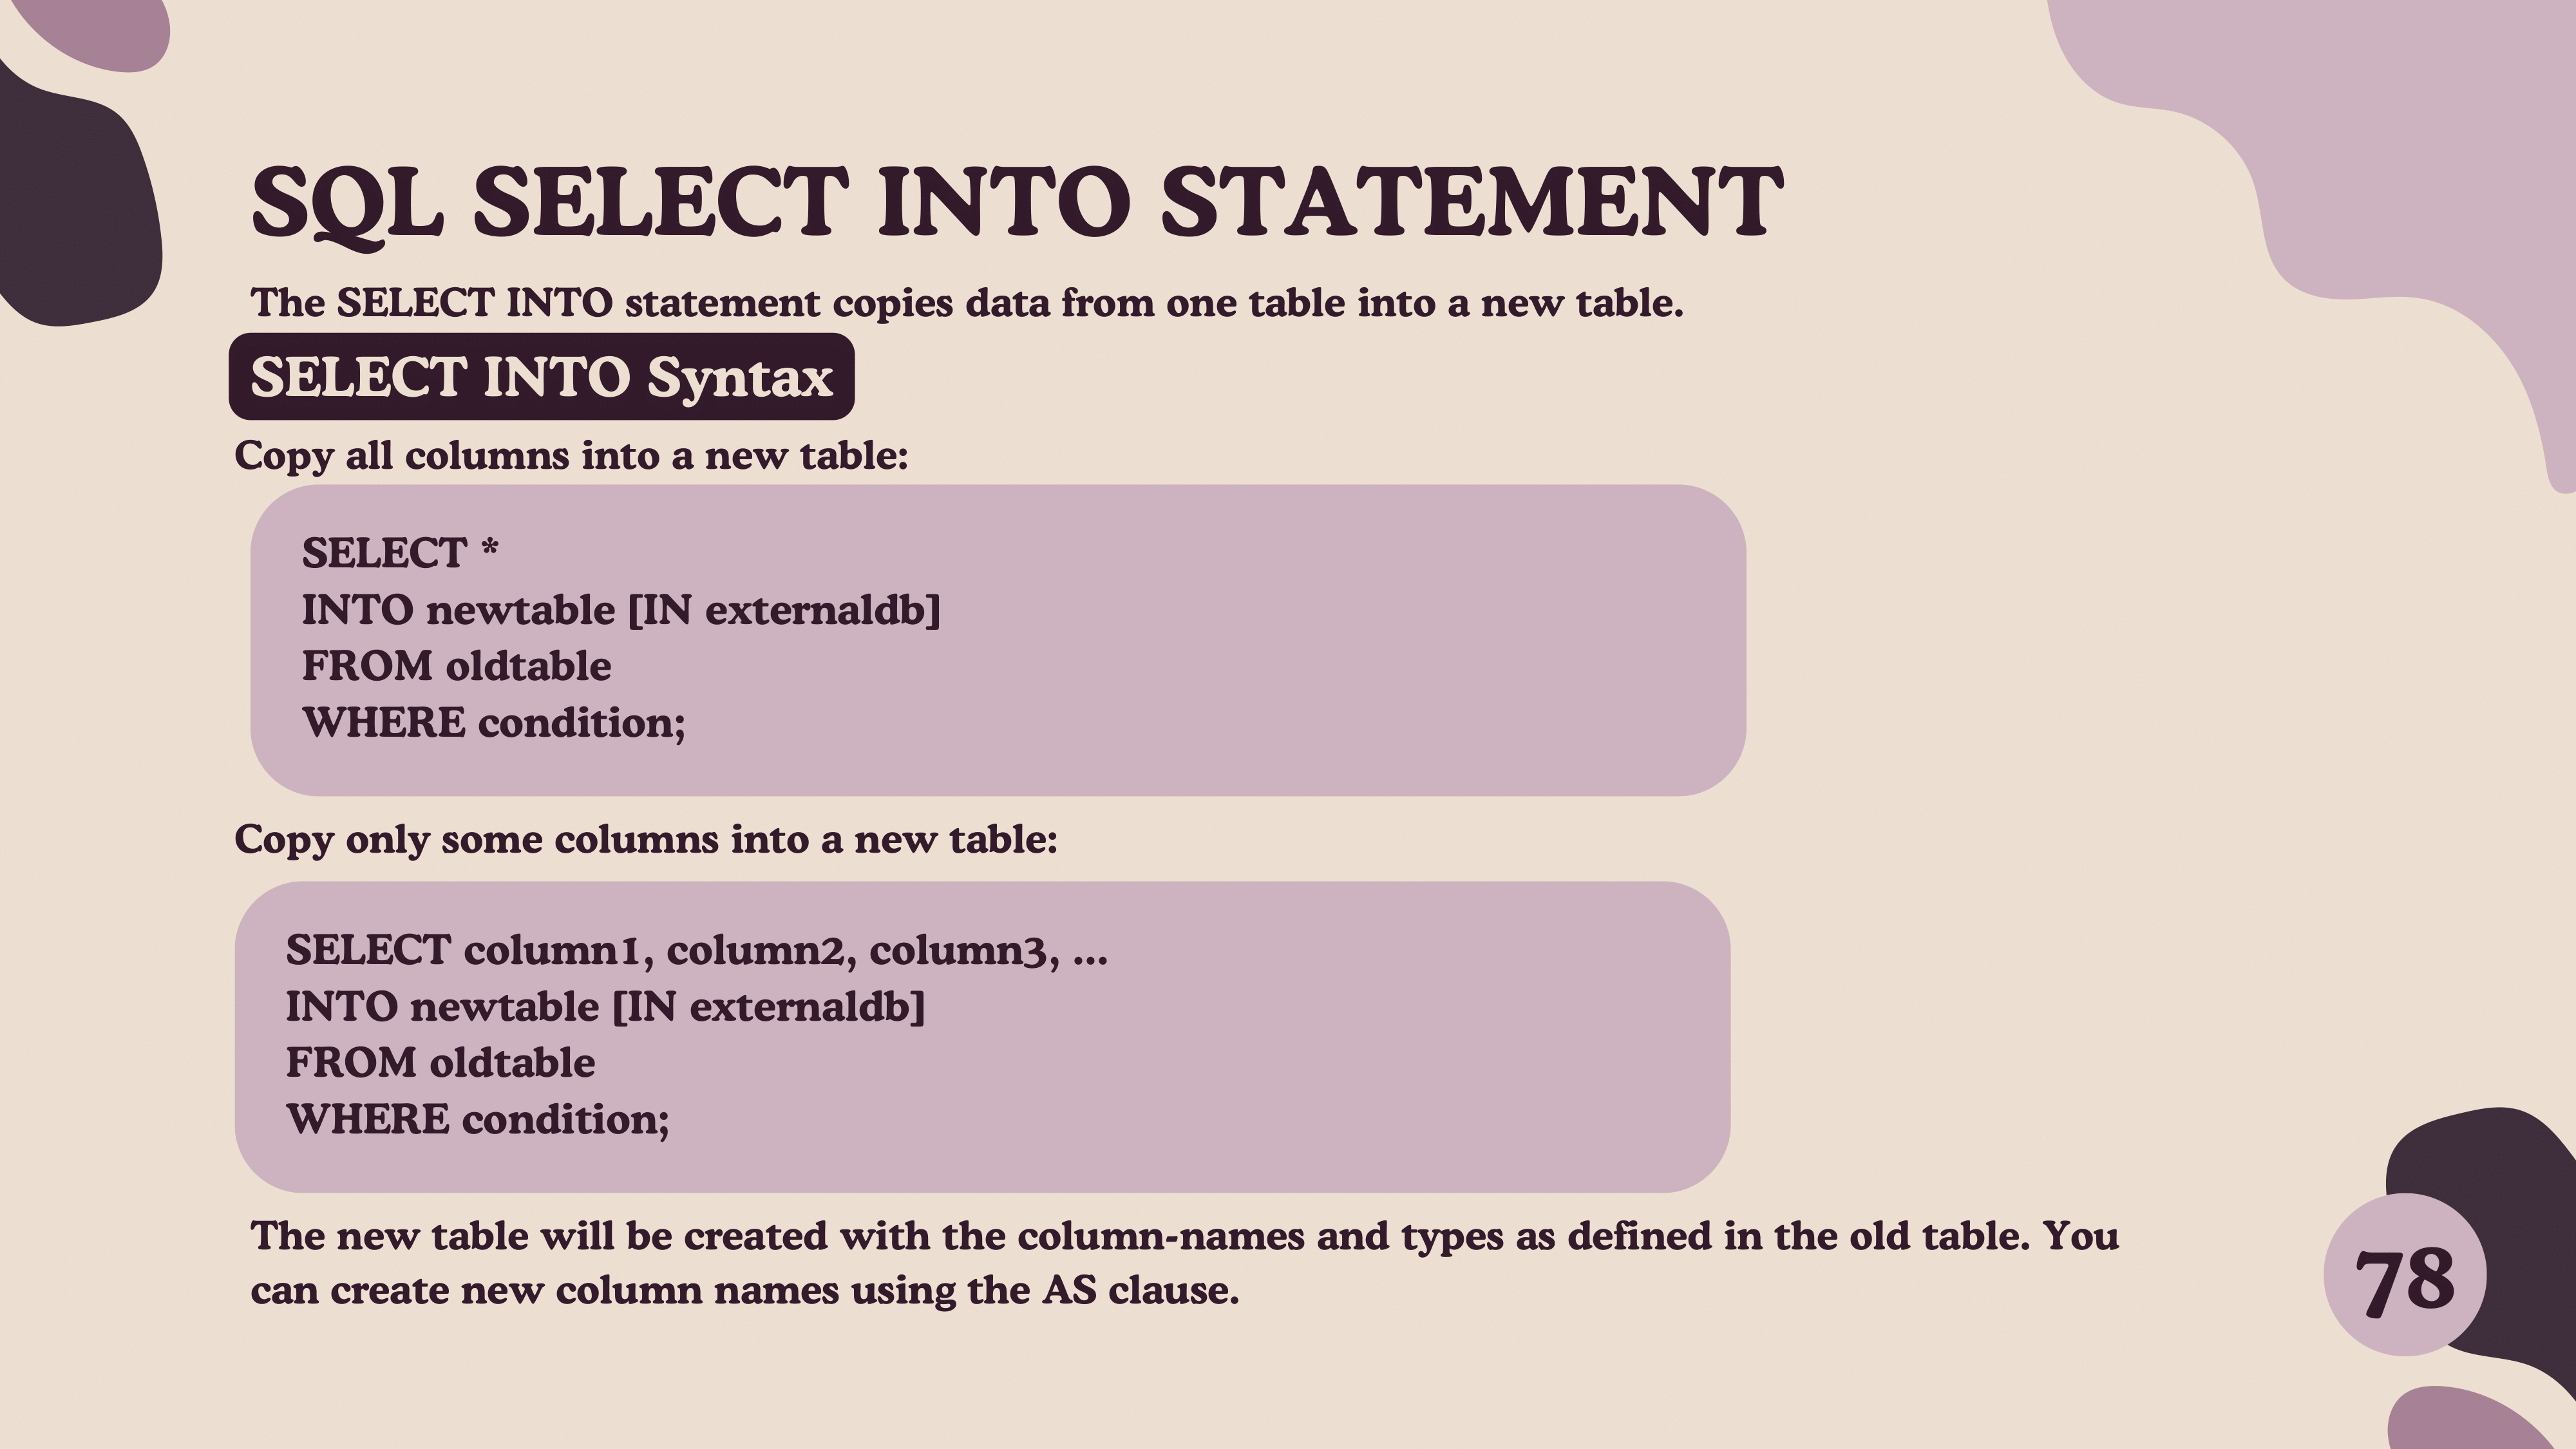 SQL SELECT INTO STATEMENT
The SELECT INTO statement copies data from one table into a new table.
SELECT INTO Syntax
Copy all columns into a new table:
SELECT *
INTO newtable [IN externaldb]
FROM oldtable
WHERE condition;
Copy only some columns into a new table:
SELECT column1, column2, column3, ...
INTO newtable [IN externaldb]
FROM oldtable
WHERE condition;
The new table will be created with the column-names and types as defined in the old table. You
can create new column names using the AS clause.
78